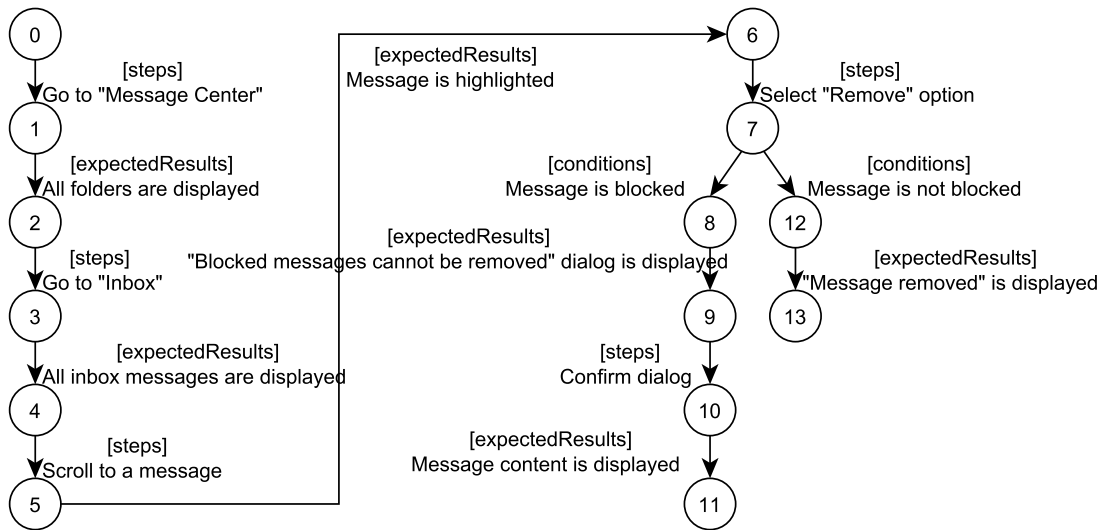 0
[steps]
Go to "Message Center"
1
[expectedResults]
All folders are displayed
2
[steps]
Go to "Inbox"
3
[expectedResults]
All inbox messages are displayed
4
[steps]
Scroll to a message
5
[expectedResults]
Message is highlighted
6
[steps]
Select "Remove" option
7
[conditions]
Message is blocked
8
[expectedResults]
"Blocked messages cannot be removed" dialog is displayed
9
[steps]
Confirm dialog
10
[expectedResults]
Message content is displayed
11
[conditions]
Message is not blocked
12
[expectedResults]
"Message removed" is displayed
13